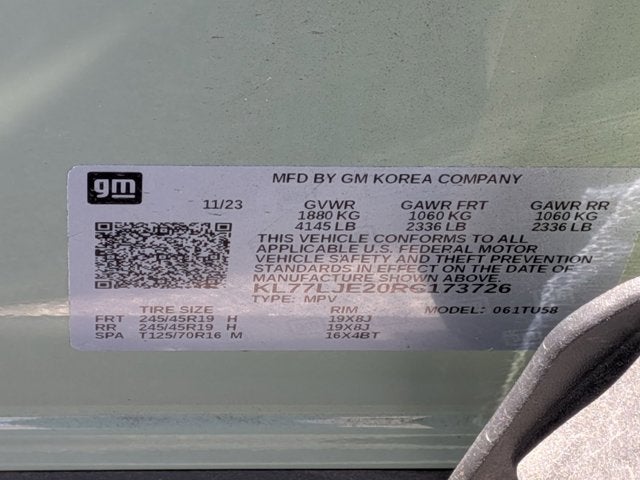 gm
MFD BY GM KOREA COMPANY
11/23 GVWR GAWR FRT GAWR RR
1880 KG 1060 KG 1060 KG
4145 LB 2336 LB 2336 LB
THIS VEHICLE CONFORMS TO ALL
APPLICABLE U.S. FEDERAL MOTOR
VEHICLE SAFETY AND THEFT PREVENTION
STANDARDS IN EFFECT ON THE DATE OF
MANUFACTURE SHOWN ABOVE.
KL77LJE20RC173726
TYPE: MPV
TIRE SIZE RIM MODEL: 061TU58
FRT 245/45R19 H 19X8J
RR 245/45R19 H 19X8J
SPA T125/70R16 M 16X4BT